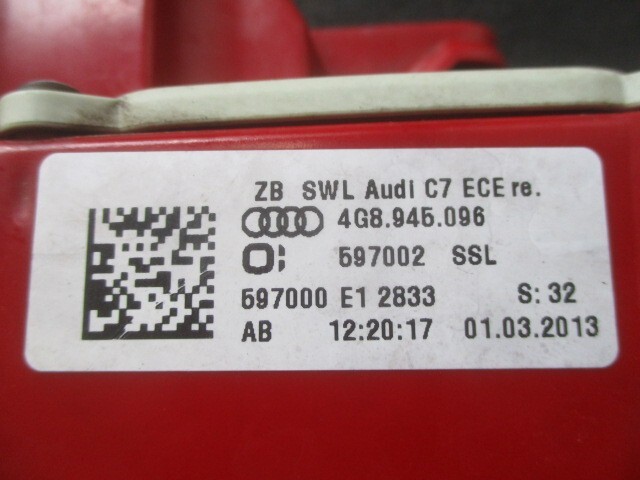 ZB SWL Audi C7 ECE re.
4G8.945.096
597002 SSL
597000 E1 2833 S: 32
AB 12:20:17 01.03.2013